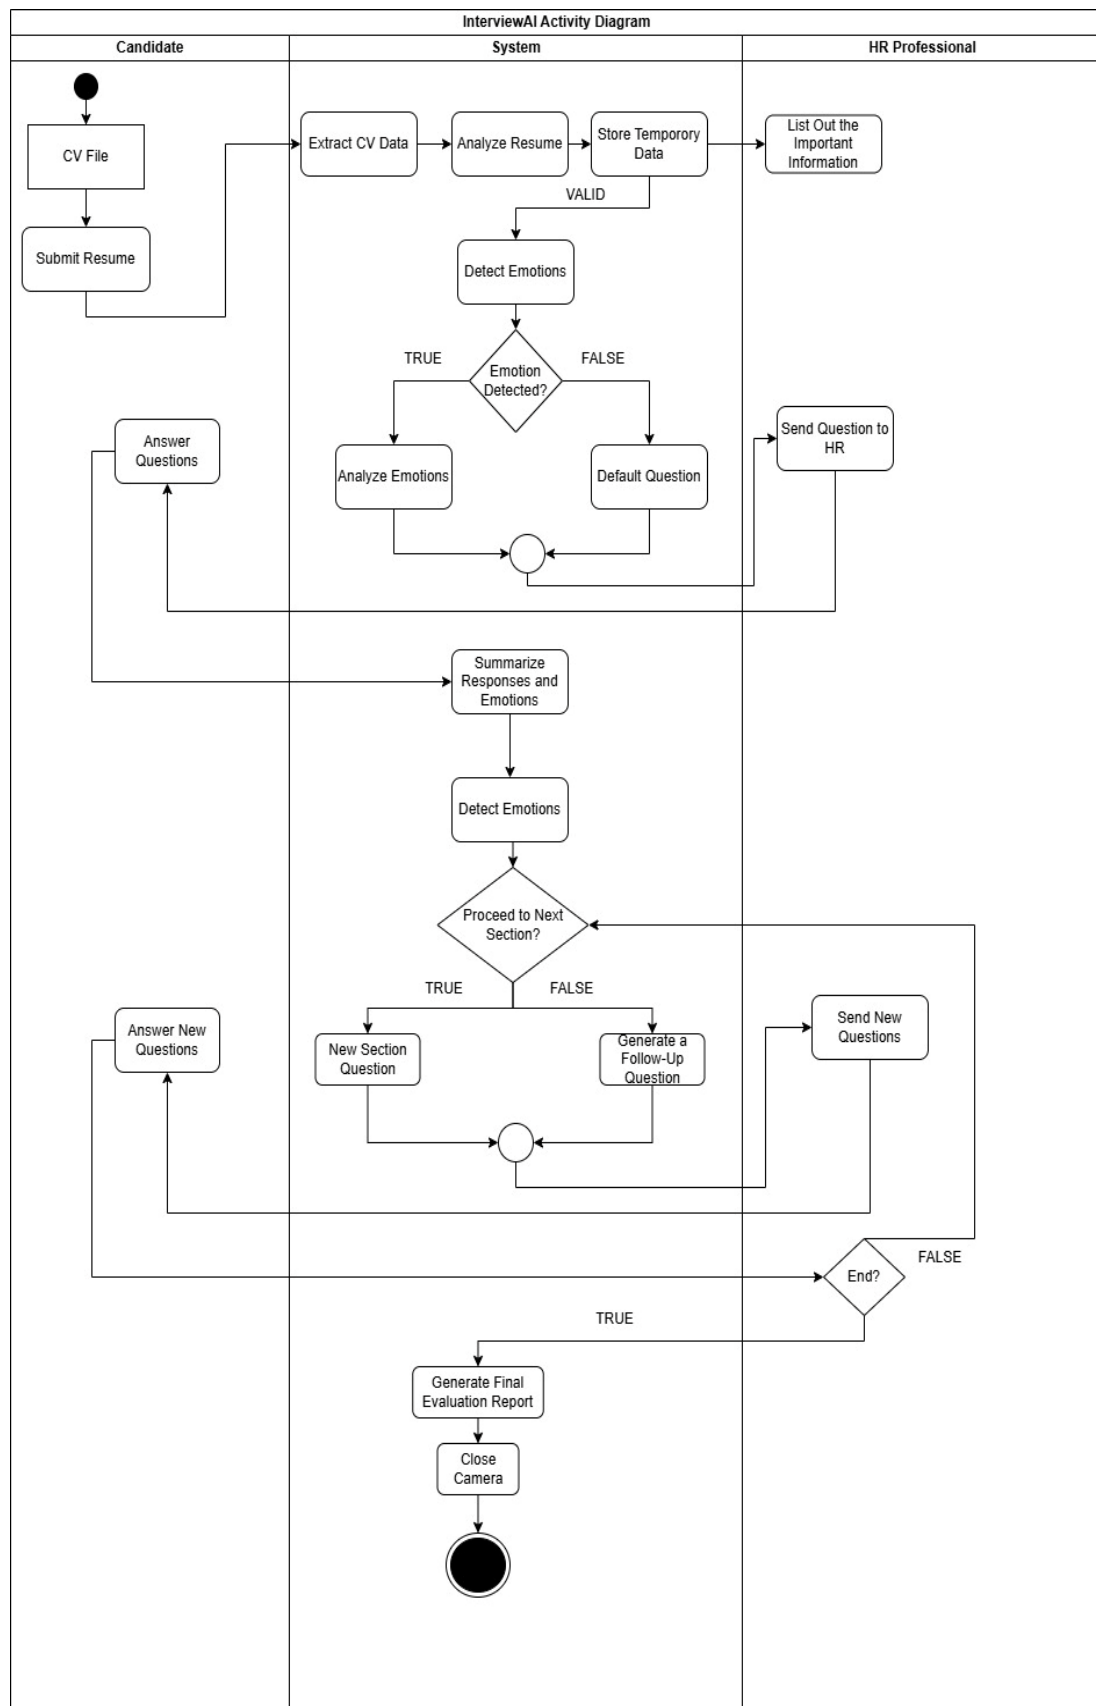 InterviewAI Activity Diagram
Candidate
System
HR Professional
CV File
Submit Resume
Extract CV Data
Analyze Resume
Store Temporory
Data
List Out the
Important
Information
VALID
Detect Emotions
Emotion
Detected?
TRUE
FALSE
Analyze Emotions
Default Question
Send Question to
HR
Answer
Questions
Summarize
Responses and
Emotions
Detect Emotions
Proceed to Next
Section?
TRUE
FALSE
New Section
Question
Generate a
Follow-Up
Question
Send New
Questions
Answer New
Questions
End?
FALSE
TRUE
Generate Final
Evaluation Report
Close
Camera